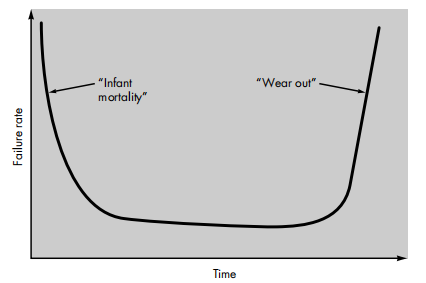 “Infant
mortality”
“Wear out”
Failure rate
Time